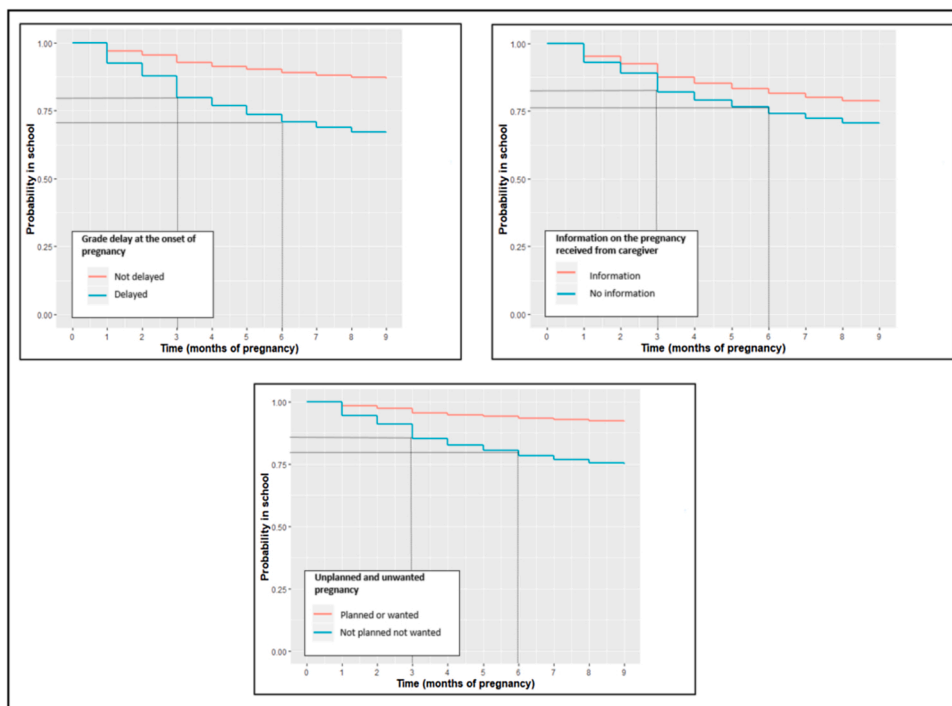 Probability in school
1.00
0.75
0.50
0.25
0.00
Grade delay at the onset of
pregnancy
Not delayed
Delayed
0 1 2 3 4 5 6 7 8 9
Time (months of pregnancy)
Probability in school
1.00
0.75
0.50
0.25
0.00
Information on the pregnancy
received from caregiver
Information
No information
0 1 2 3 4 5 6 7 8 9
Time (months of pregnancy)
Probability in school
1.00
0.75
0.50
0.25
0.00
Unplanned and unwanted
pregnancy
Planned or wanted
Not planned not wanted
0 1 2 3 4 5 6 7 8 9
Time (months of pregnancy)